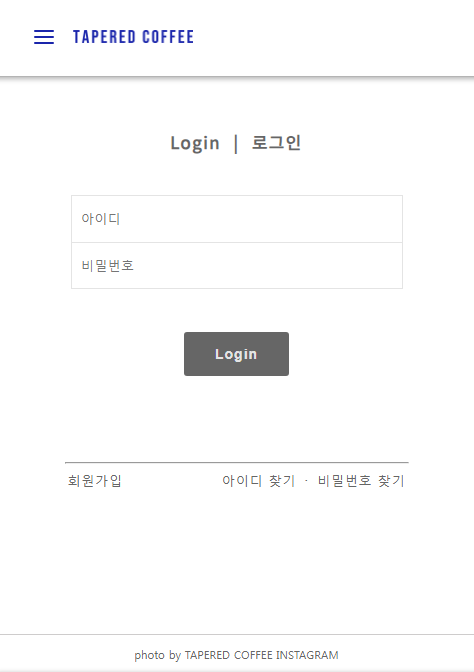 TAPERED COFFEE
Login | 로그인
아이디
비밀번호
Login
회원가입 아이디 찾기 · 비밀번호 찾기
photo by TAPERED COFFEE INSTAGRAM